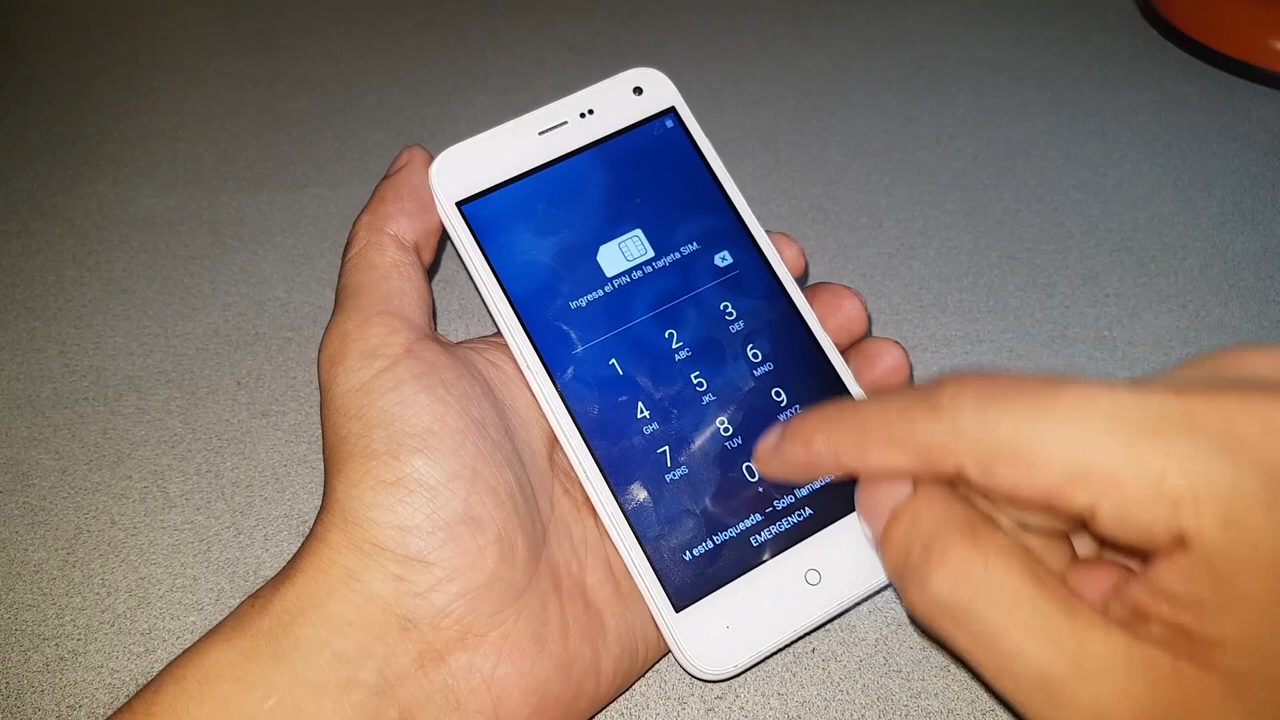 Ingresa el PIN de la tarjeta SIM.
1
2
ABC
3
DEF
4
GHI
5
JKL
6
MNO
7
PQRS
8
TUV
9
WXYZ
0
+
está bloqueada. — Solo llamadas
EMERGENCIA